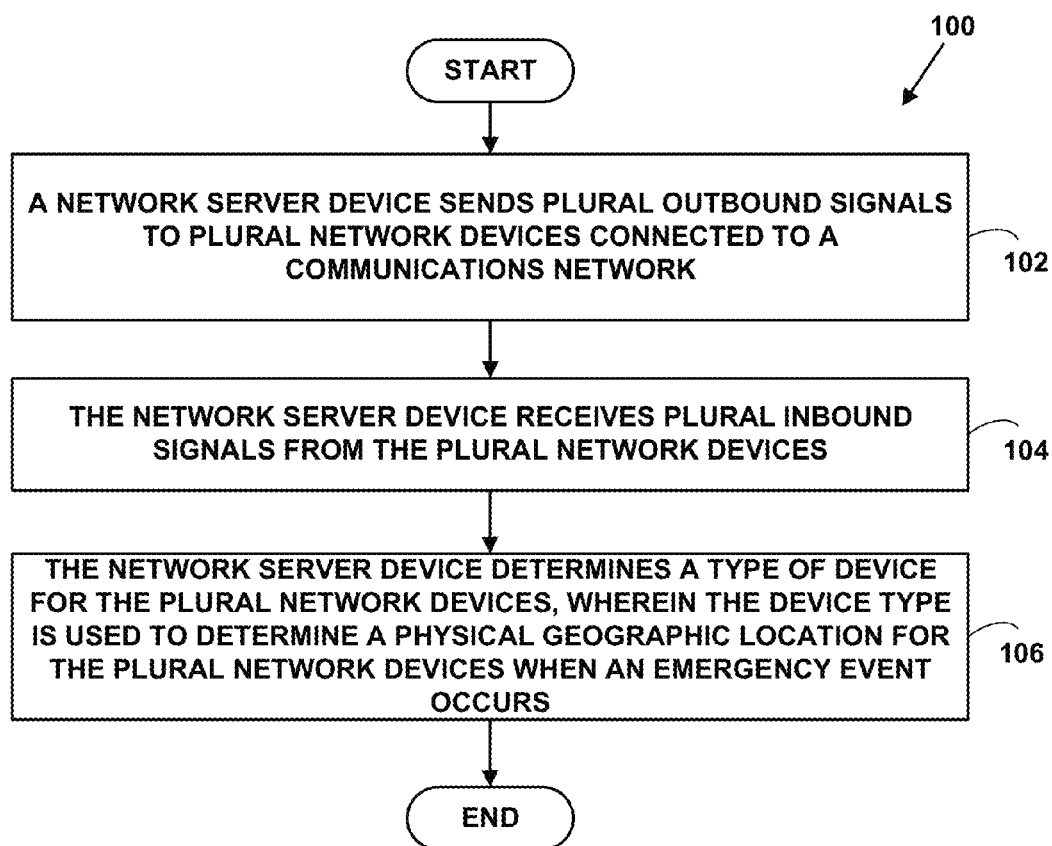 100
START
A NETWORK SERVER DEVICE SENDS PLURAL OUTBOUND SIGNALS
TO PLURAL NETWORK DEVICES CONNECTED TO A
COMMUNICATIONS NETWORK
102
THE NETWORK SERVER DEVICE RECEIVES PLURAL INBOUND
SIGNALS FROM THE PLURAL NETWORK DEVICES
104
THE NETWORK SERVER DEVICE DETERMINES A TYPE OF DEVICE
FOR THE PLURAL NETWORK DEVICES, WHEREIN THE DEVICE TYPE
IS USED TO DETERMINE A PHYSICAL GEOGRAPHIC LOCATION FOR
THE PLURAL NETWORK DEVICES WHEN AN EMERGENCY EVENT
OCCURS
106
END